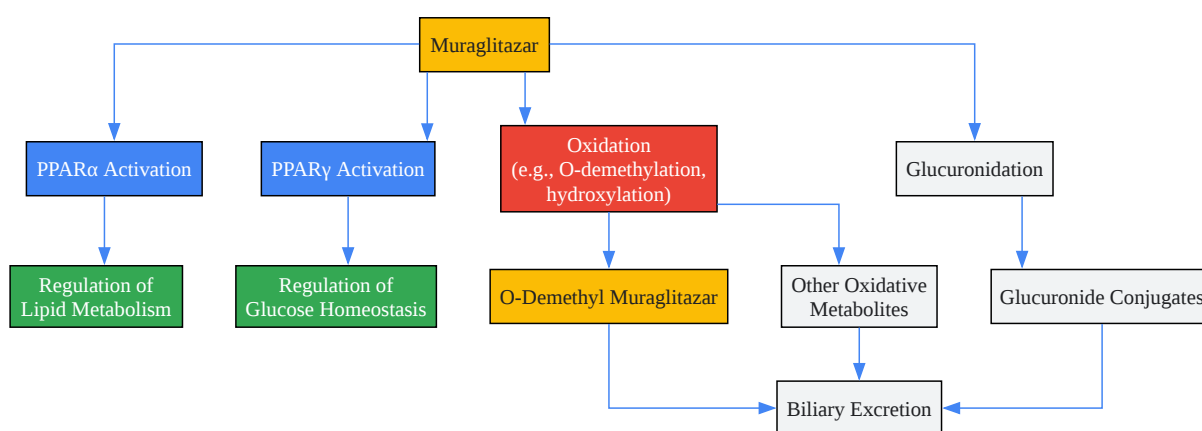 Muraglitazar
PPARα Activation
PPARγ Activation
Oxidation
(e.g., O-demethylation,
hydroxylation)
Glucuronidation
Regulation of
Lipid Metabolism
Regulation of
Glucose Homeostasis
O-Demethyl Muraglitazar
Other Oxidative
Metabolites
Glucuronide Conjugates
Biliary Excretion